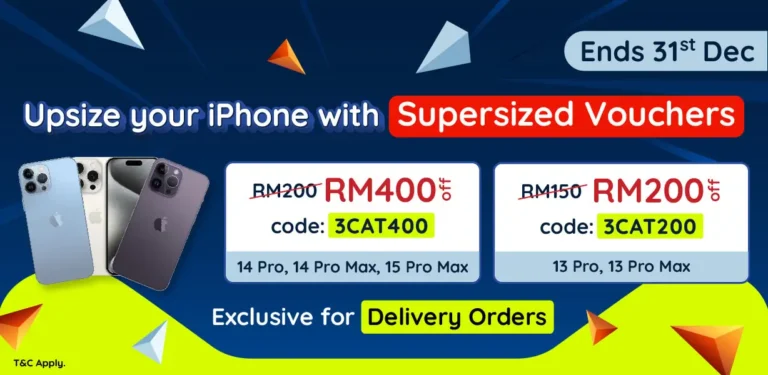 Ends 31st Dec
Upsize your iPhone with Supersized Vouchers
RM200 RM400 off
code: 3CAT400
14 Pro, 14 Pro Max, 15 Pro Max
RM150 RM200 off
code: 3CAT200
13 Pro, 13 Pro Max
Exclusive for Delivery Orders
T&C Apply.